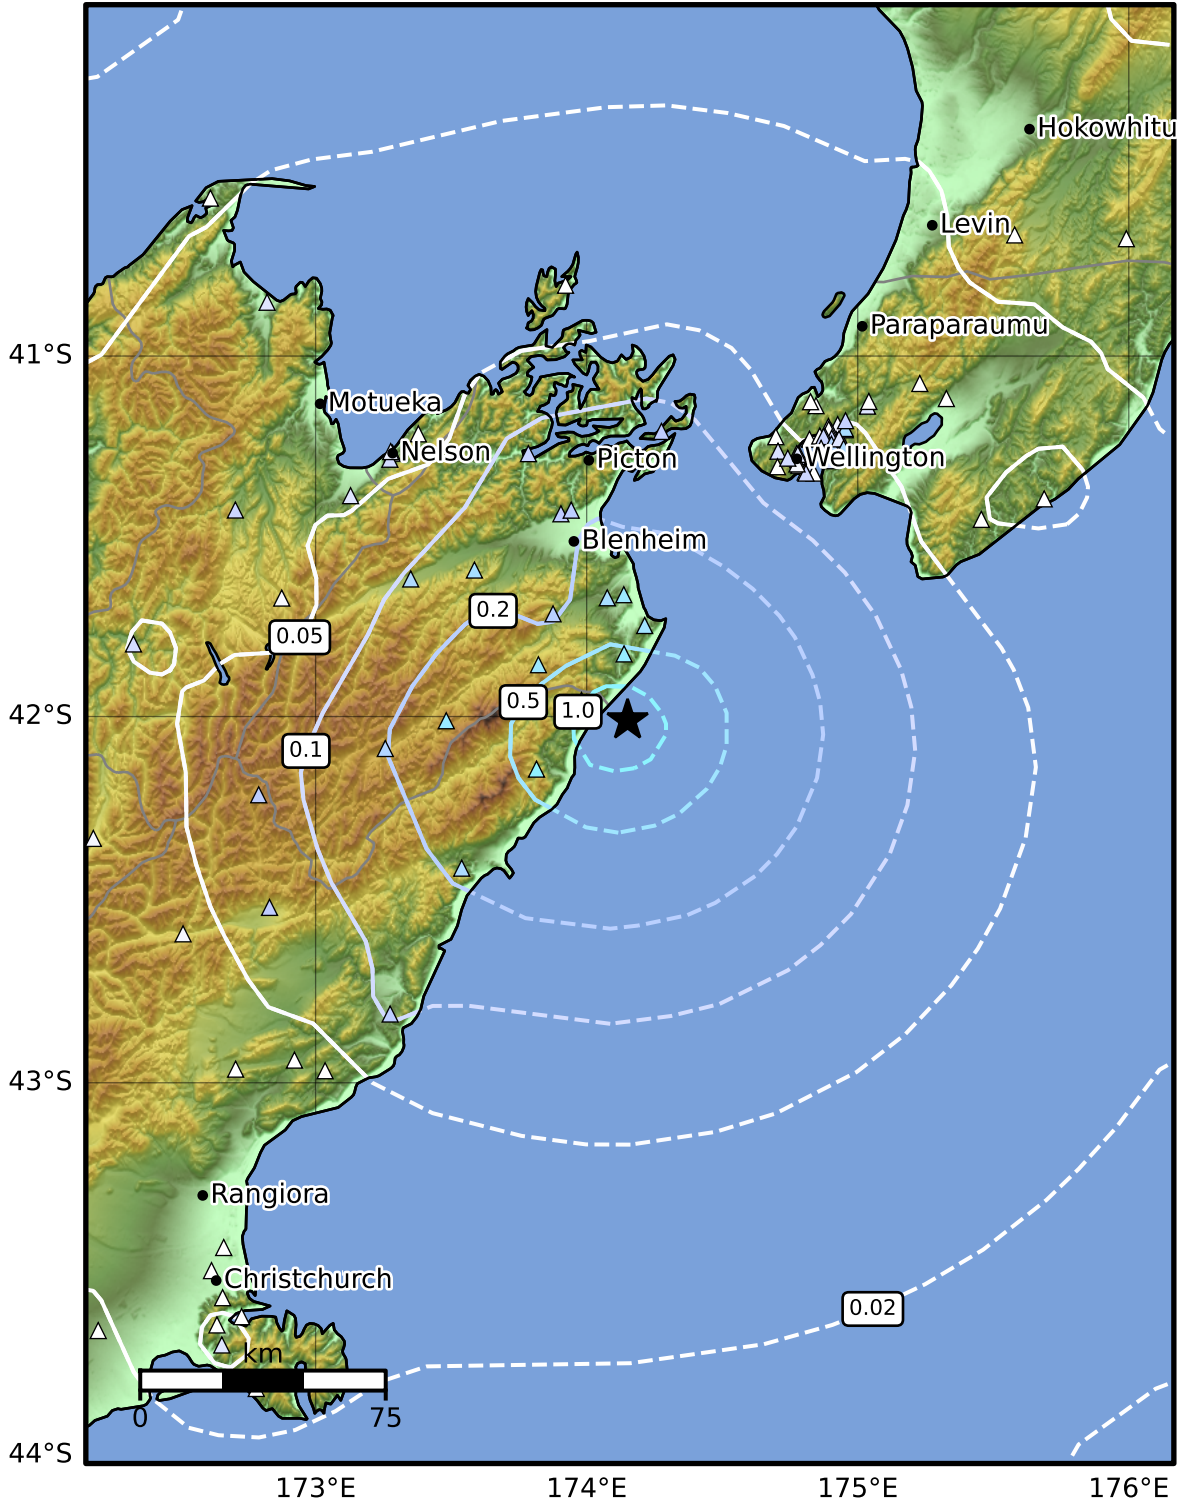 Hokowhitu
Levin
Paraparaumu
41°S
Motueka
Nelson
Picton
Wellington
Blenheim
0.2
0.05
0.5
1.0
42°S
0.1
43°S
Rangiora
Christchurch
0.02
km
0
75
44°S
173°E
174°E
175°E
176°E